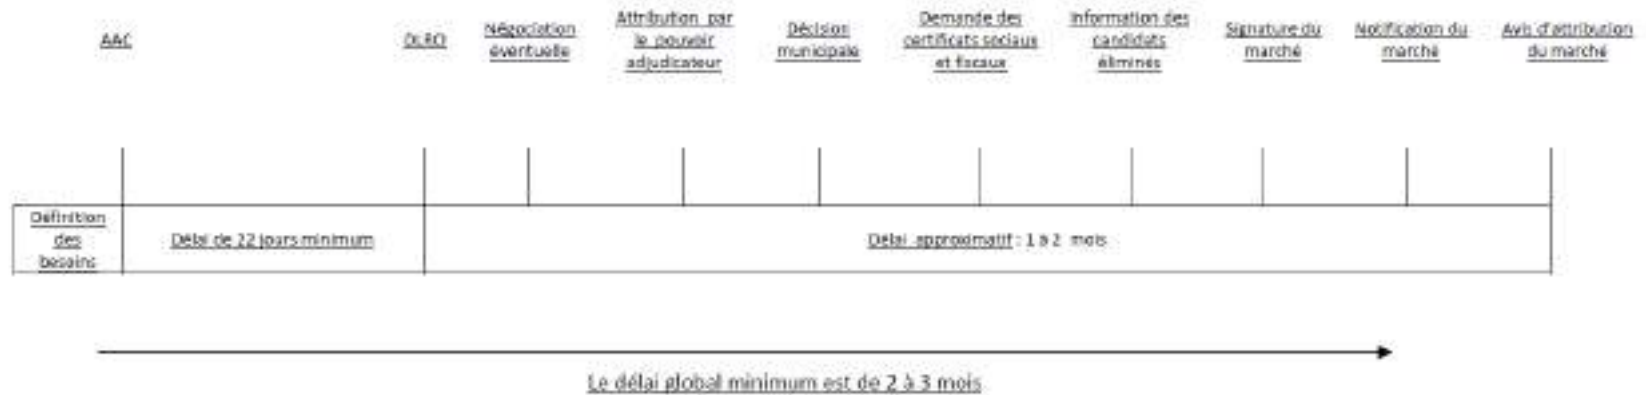 AAC
DLRO
Négociation
éventuelle
Attribution par
le pouvoir
adjudicateur
Décision
municipale
Demande des
certificats sociaux
et fiscaux
Information des
candidats
éliminés
Signature du
marché
Notification du
marché
Avis d'attribution
du marché
Définition
des
besoins
Délai de 22 jours minimum
Délai approximatif : 1 à 2 mois
Le délai global minimum est de 2 à 3 mois